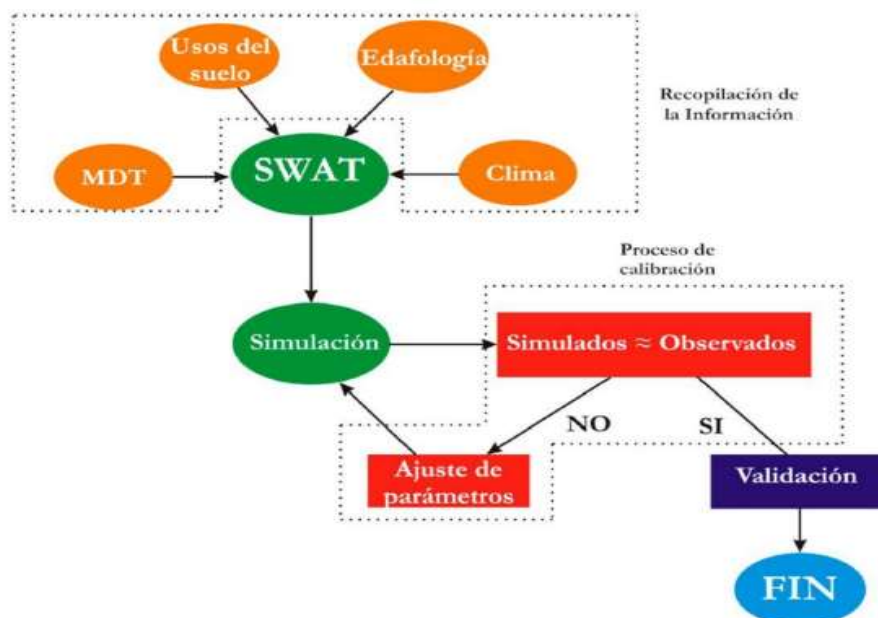 Usos del
suelo
Edafología
Recopilación de
la Información
SWAT
MDT
Clima
Proceso de
calibración
Simulación
Simulados ≈ Observados
NO
SI
Ajuste de
parámetros
Validación
FIN